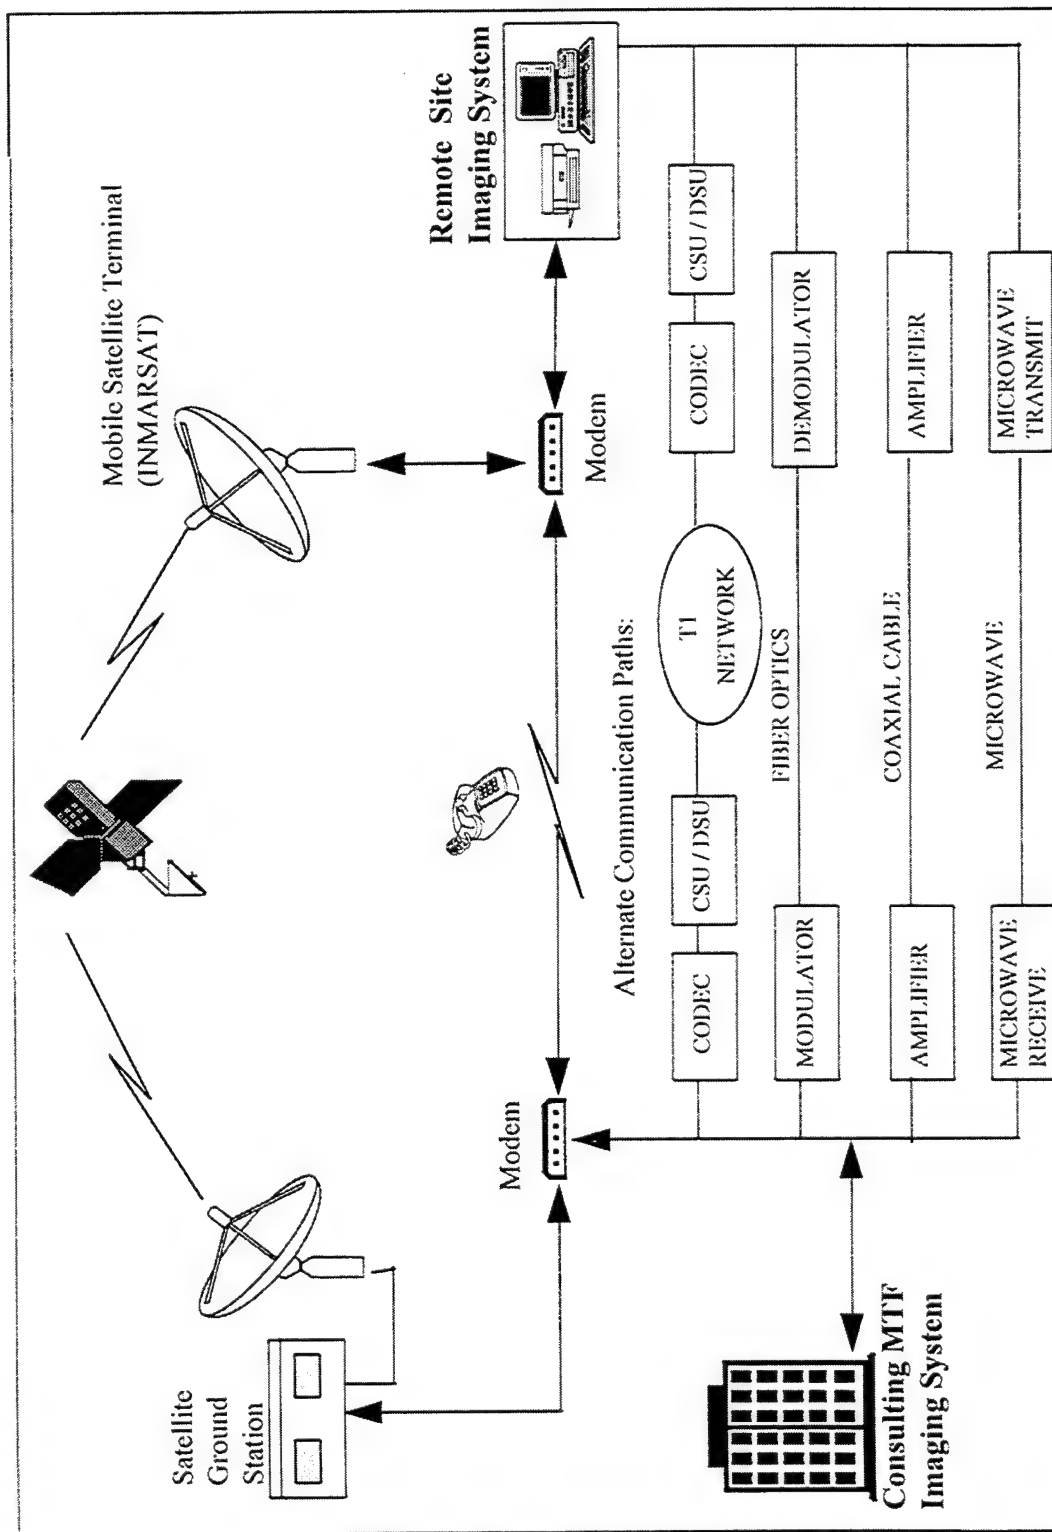 Mobile Satellite Terminal
(INMARSAT)
Satellite
Ground
Station
Remote Site
Imaging System
Modem
Modem
Alternate Communication Paths:
CODEC
CSU / DSU
T1
NETWORK
CODEC
CSU / DSU
FIBER OPTICS
MODULATOR
DEMODULATOR
COAXIAL CABLE
AMPLIFIER
AMPLIFIER
MICROWAVE
MICROWAVE
RECEIVE
MICROWAVE
TRANSMIT
Consulting MTF
Imaging System